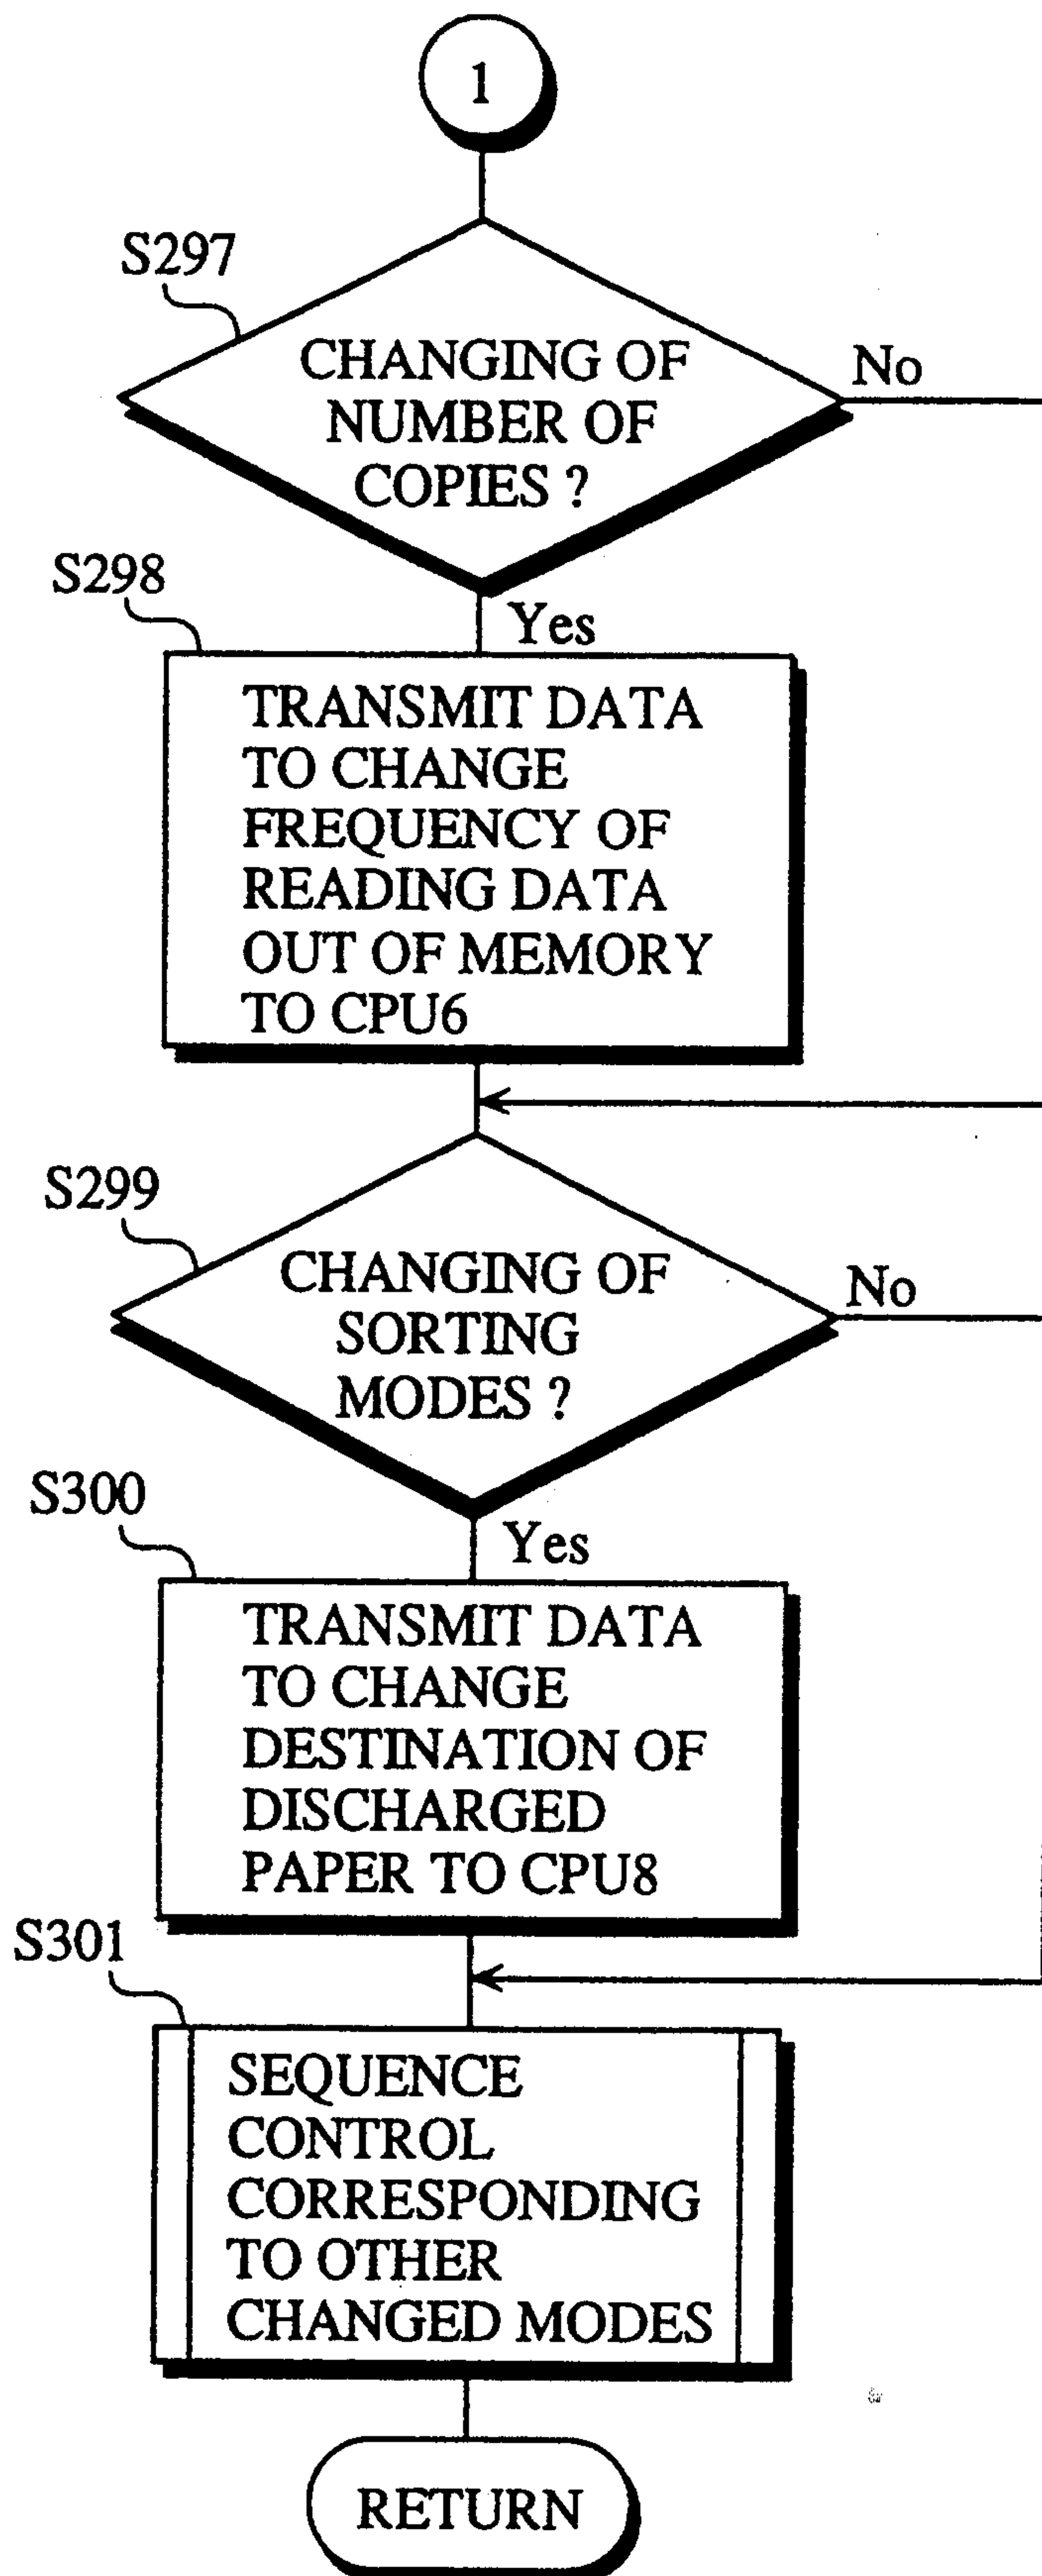 1
S297
CHANGING OF
NUMBER OF
COPIES ?
No
Yes
S298
TRANSMIT DATA
TO CHANGE
FREQUENCY OF
READING DATA
OUT OF MEMORY
TO CPU6
S299
CHANGING OF
SORTING
MODES ?
No
Yes
S300
TRANSMIT DATA
TO CHANGE
DESTINATION OF
DISCHARGED
PAPER TO CPU8
S301
SEQUENCE
CONTROL
CORRESPONDING
TO OTHER
CHANGED MODES
RETURN